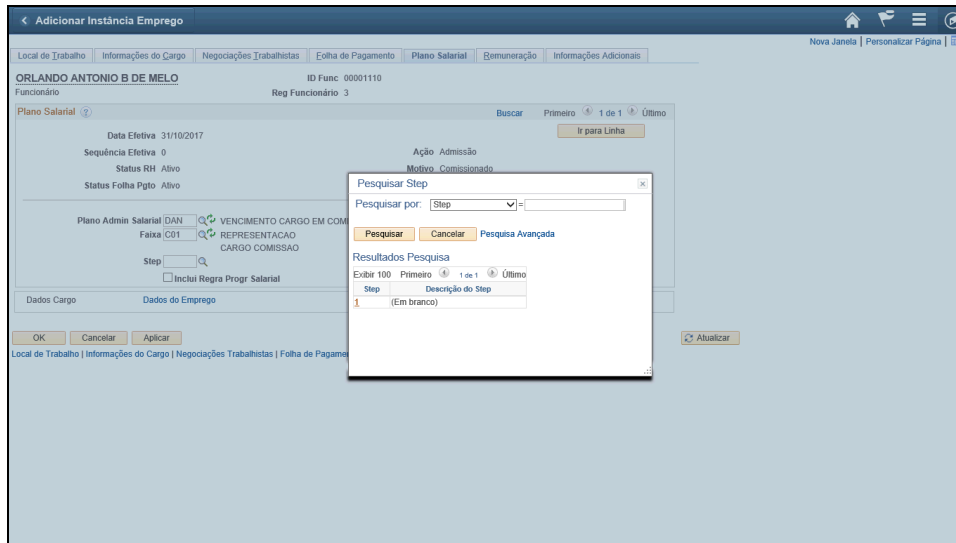 Adicionar Instância Emprego
Nova Janela | Personalizar Página |
Local de Trabalho Informações do Cargo Negociações Trabalhistas Folha de Pagamento Plano Salarial Remuneração Informações Adicionais
ORLANDO ANTONIO B DE MELO ID Func 00001110
Funcionário Reg Funcionário 3
Plano Salarial ? Buscar Primeiro 1 de 1 Último
Data Efetiva 31/10/2017 Ir para Linha
Sequência Efetiva 0 Ação Admissão
Status RH Ativo Motivo Comissionado
Status Folha Pgto Ativo
Plano Admin Salarial DAN VENCIMENTO CARGO EM COMI
Faixa C01 REPRESENTACAO
CARGO COMISSAO
Step
Inclui Regra Progr Salarial
Dados Cargo Dados do Emprego
OK Cancelar Aplicar Atualizar
Local de Trabalho | Informações do Cargo | Negociações Trabalhistas | Folha de Pagamen
Pesquisar Step
Pesquisar por: Step =
Pesquisar Cancelar Pesquisa Avançada
Resultados Pesquisa
Exibir 100 Primeiro 1 de 1 Último
Step Descrição do Step
1 (Em branco)